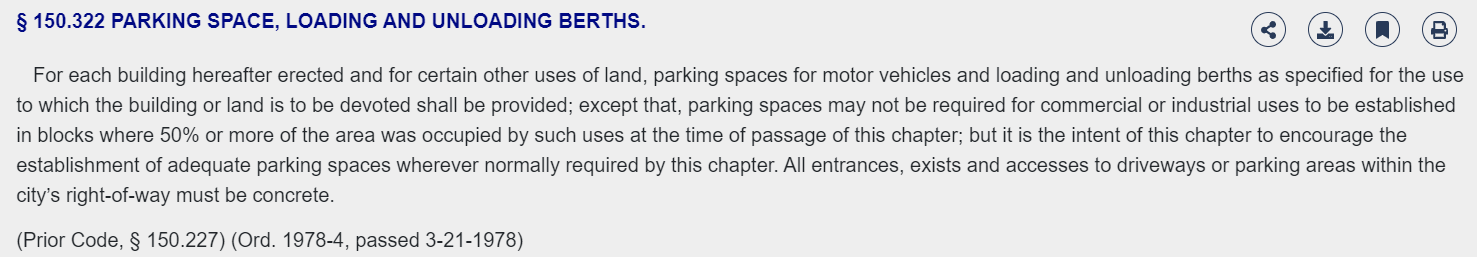 § 150.322 PARKING SPACE, LOADING AND UNLOADING BERTHS.
For each building hereafter erected and for certain other uses of land, parking spaces for motor vehicles and loading and unloading berths as specified for the use
to which the building or land is to be devoted shall be provided; except that, parking spaces may not be required for commercial or industrial uses to be established
in blocks where 50% or more of the area was occupied by such uses at the time of passage of this chapter; but it is the intent of this chapter to encourage the
establishment of adequate parking spaces wherever normally required by this chapter. All entrances, exists and accesses to driveways or parking areas within the
city’s right-of-way must be concrete.
(Prior Code, § 150.227) (Ord. 1978-4, passed 3-21-1978)